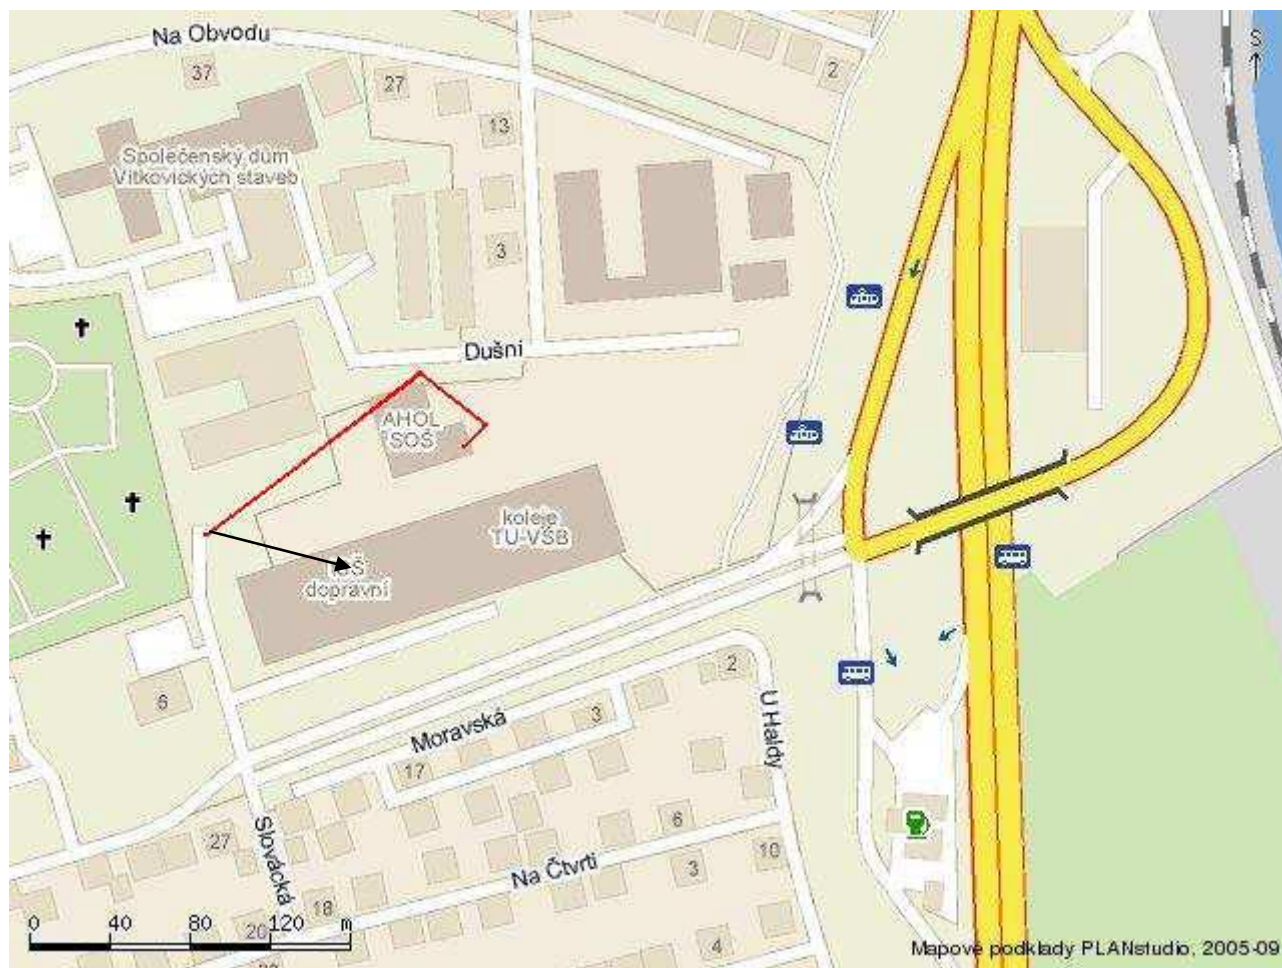 Na Obvodu
S
37
27
2
13
Společenský dům
Vítkovických staveb
3
Dušní
AHOL
SOŠ
koleje
TU-VŠB
dopravní
6
2
3
Moravská
U Haldy
17
27
Slovácká
6
10
3
Na Čtvrti
18
20
4
0 40 80 120 m
Mapové podklady PLANstudio, 2005-09